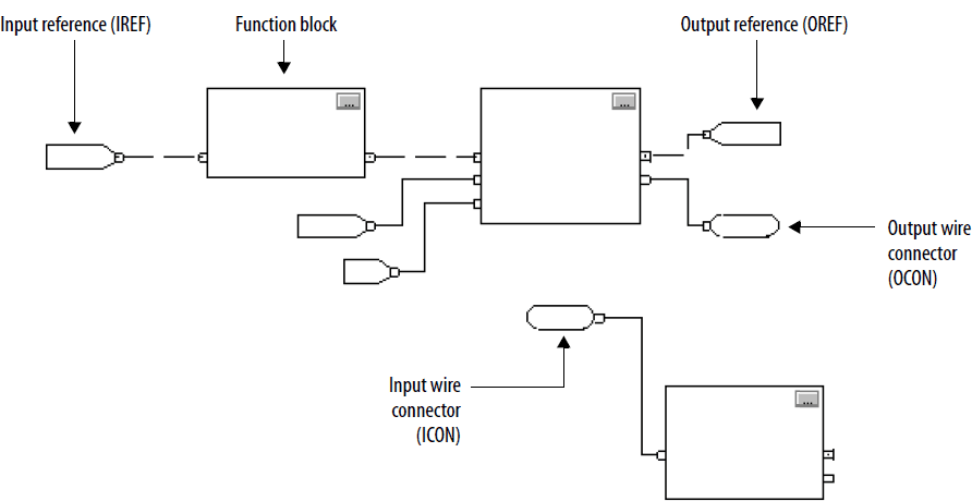 Input reference (IREF)
Function block
Output reference (OREF)
...
...
Output wire
connector
(OCON)
Input wire
connector
(ICON)
...